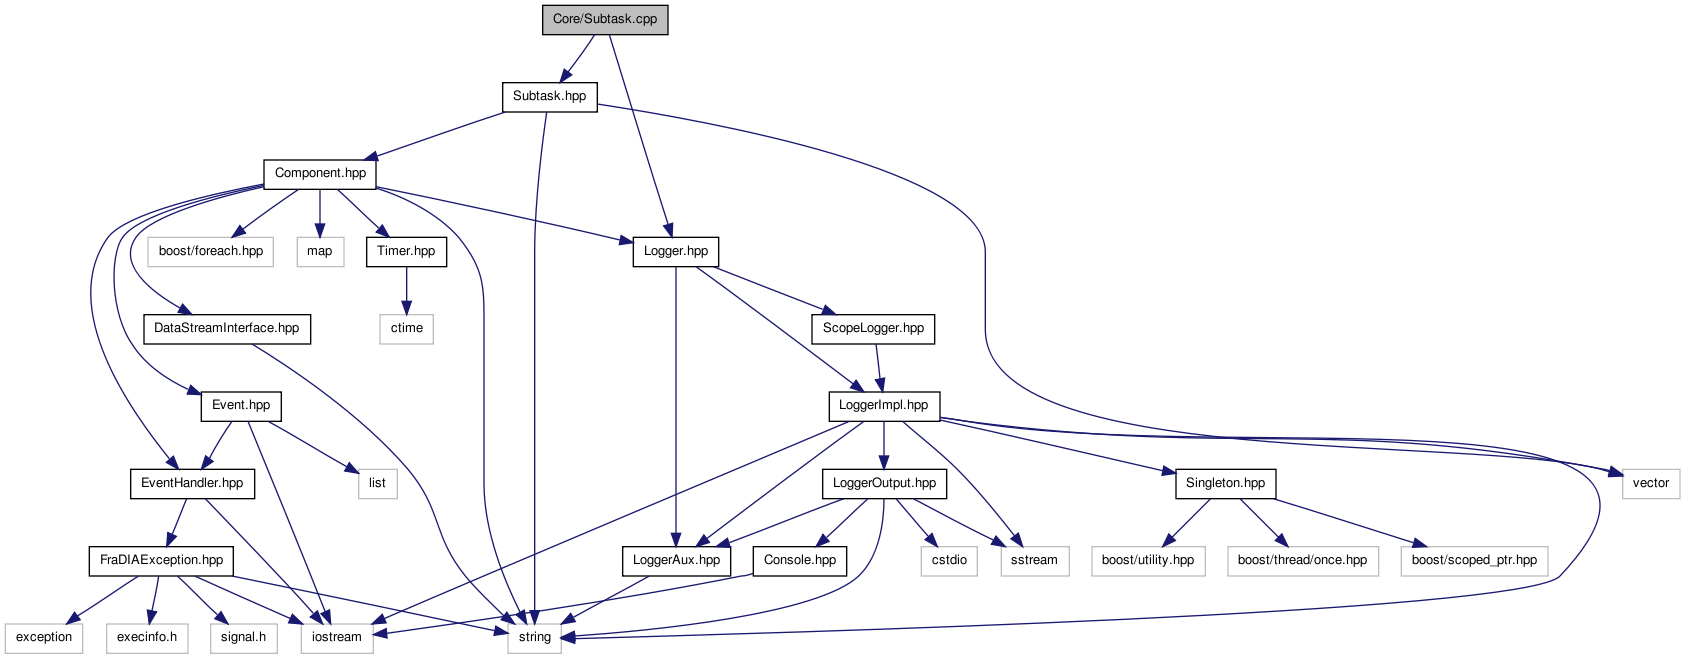 Core/Subtask.cpp
Subtask.hpp
Component.hpp
boost/foreach.hpp
map
Timer.hpp
Logger.hpp
DataStreamInterface.hpp
ctime
ScopeLogger.hpp
Event.hpp
LoggerImpl.hpp
EventHandler.hpp
list
LoggerOutput.hpp
Singleton.hpp
vector
FraDIAException.hpp
LoggerAux.hpp
Console.hpp
cstdio
sstream
boost/utility.hpp
boost/thread/once.hpp
boost/scoped_ptr.hpp
exception
execinfo.h
signal.h
iostream
string